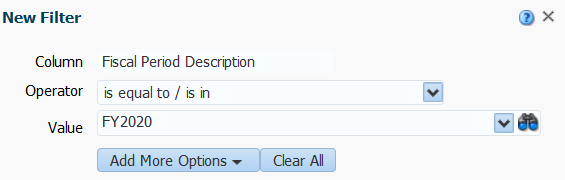 New Filter
Column Fiscal Period Description
Operator is equal to / is in
Value FY2020
Add More Options Clear All